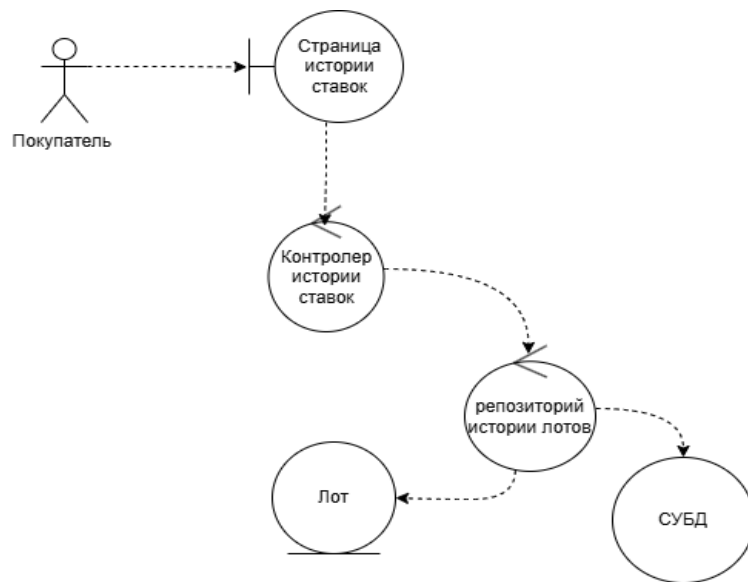 Страница
истории
ставок
Покупатель
Контролер
истории
ставок
репозиторий
истории лотов
Лот
СУБД